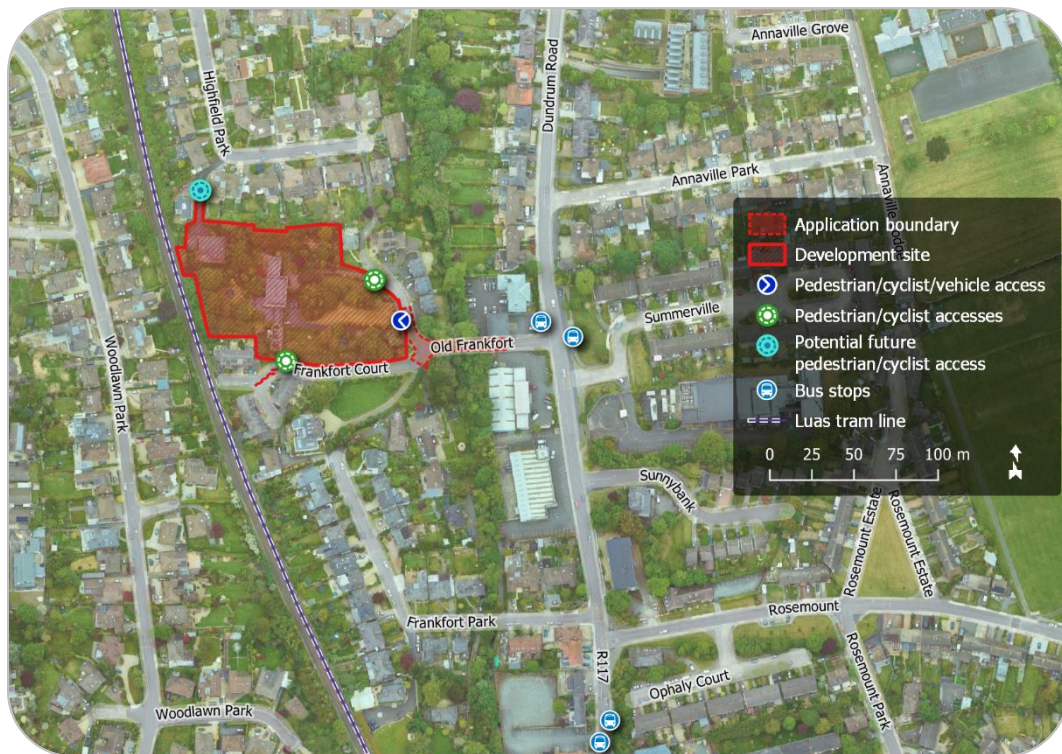 Annaville Grove
Highfield Park
Dundrum Road
Annaville Park
Annaville Lodge
Application boundary
Development site
Pedestrian/cyclist/vehicle access
Pedestrian/cyclist accesses
Potential future
pedestrian/cyclist access
Bus stops
Luas tram line
0 25 50 75 100 m
Summerville
Old Frankfort
Frankfort Court
Woodlawn Park
Sunnybank
Rosemount Estate
Rosemount Estate
Rosemount
Frankfort Park
R117
Ophaly Court
Rosemount Park
Woodlawn Park